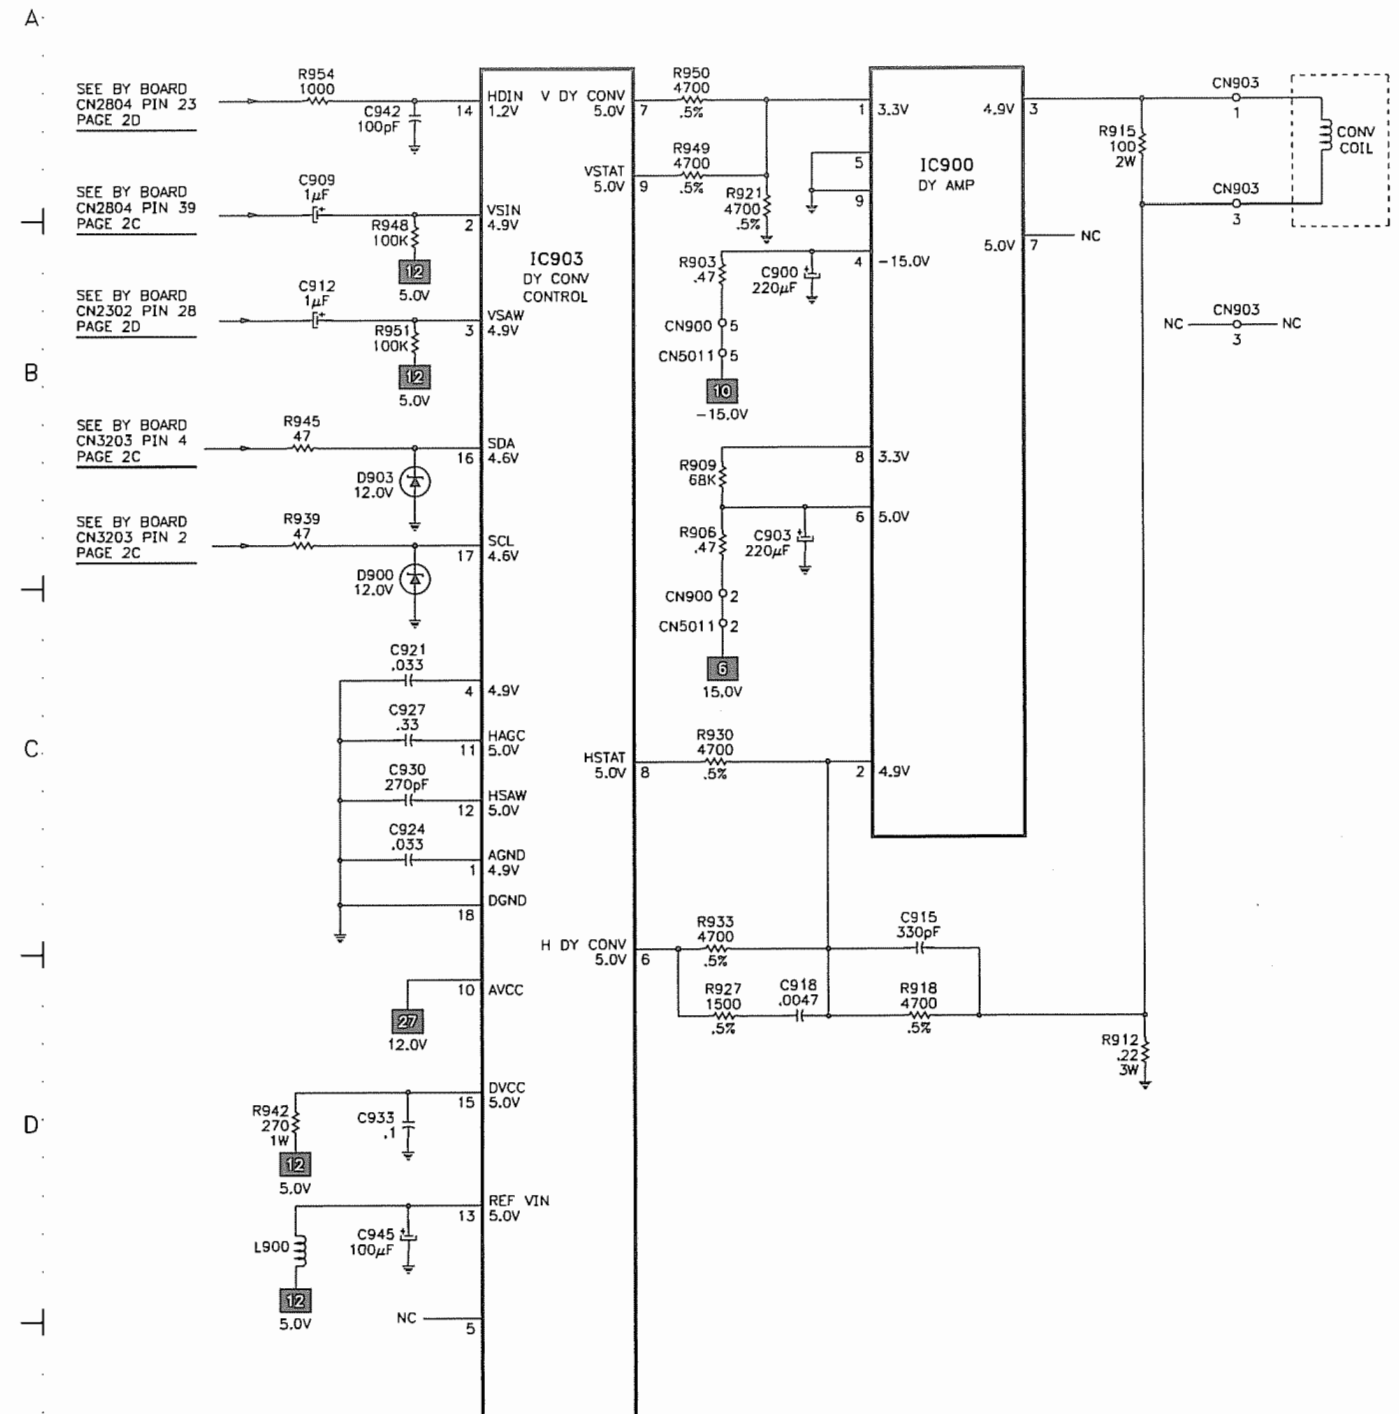 A
SEE BY BOARD
CN2804 PIN 23
PAGE 2D
R954
1000
C942
100pF
14
HDIN
1.2V
V DY CONV
5.0V
7
R950
4700
.5%
1
3.3V
4.9V
3
CN903
1
R915
100
2W
CONV
COIL
SEE BY BOARD
CN2804 PIN 39
PAGE 2C
C909
1µF
+
R948
100K
12
5.0V
2
VSIN
4.9V
VSTAT
5.0V
9
R949
4700
.5%
R921
4700
.5%
5
9
IC900
DY AMP
CN903
3
5.0V
7
NC
IC903
DY CONV
CONTROL
R903
.47
C900
220µF
+
4
-15.0V
CN900
5
CN5011
5
10
-15.0V
NC
CN903
3
NC
SEE BY BOARD
CN2302 PIN 28
PAGE 2D
C912
1µF
+
R951
100K
12
5.0V
3
VSAW
4.9V
B
SEE BY BOARD
CN3203 PIN 4
PAGE 2C
R945
47
D903
12.0V
16
SDA
4.6V
R909
68K
8
3.3V
R906
.47
C903
220µF
+
6
5.0V
SEE BY BOARD
CN3203 PIN 2
PAGE 2C
R939
47
D900
12.0V
17
SCL
4.6V
CN900
2
CN5011
2
6
15.0V
C921
.033
4
4.9V
C
C927
.33
11
HAGC
5.0V
HSTAT
5.0V
8
R930
4700
.5%
2
4.9V
C930
270pF
12
HSAW
5.0V
C924
.033
1
AGND
4.9V
18
DGND
H DY CONV
5.0V
6
R933
4700
.5%
C915
330pF
R927
1500
.5%
C918
.0047
R918
4700
.5%
R912
.22
3W
10
AVCC
27
12.0V
D
R942
270
1W
12
5.0V
C933
.1
15
DVCC
5.0V
L900
12
5.0V
C945
100µF
+
13
REF VIN
5.0V
NC
5